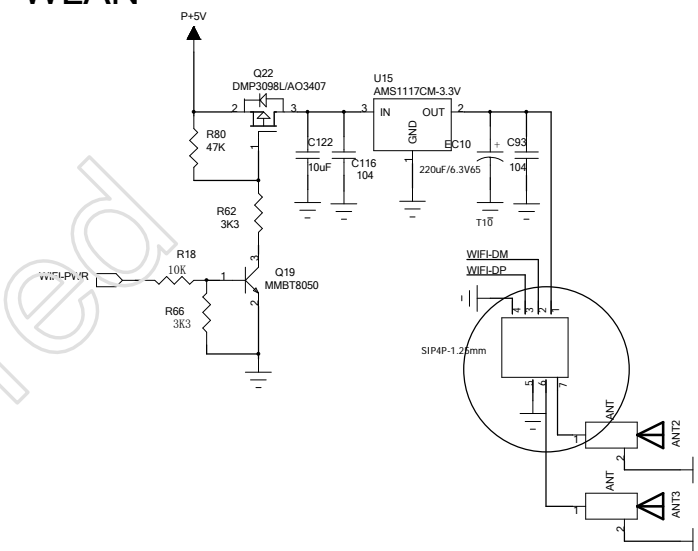 WLAN
P+5V
Q22
DMP3098L/AO3407
2
3
1
R80
47K
C122
10uF
C116
104
U15
AMS1117CM-3.3V
3
IN
OUT
2
GND
1
EC10
+
220uF/6.3V65
T10
C93
104
R62
3K3
WIFI-PWR
R18
10K
1
3
2
Q19
MMBT8050
R66
3K3
WIFI-DM
WIFI-DP
4
3
2
1
SIP4P-1.25mm
5
6
7
ANT
1
2
ANT2
ANT
1
2
ANT3
ed